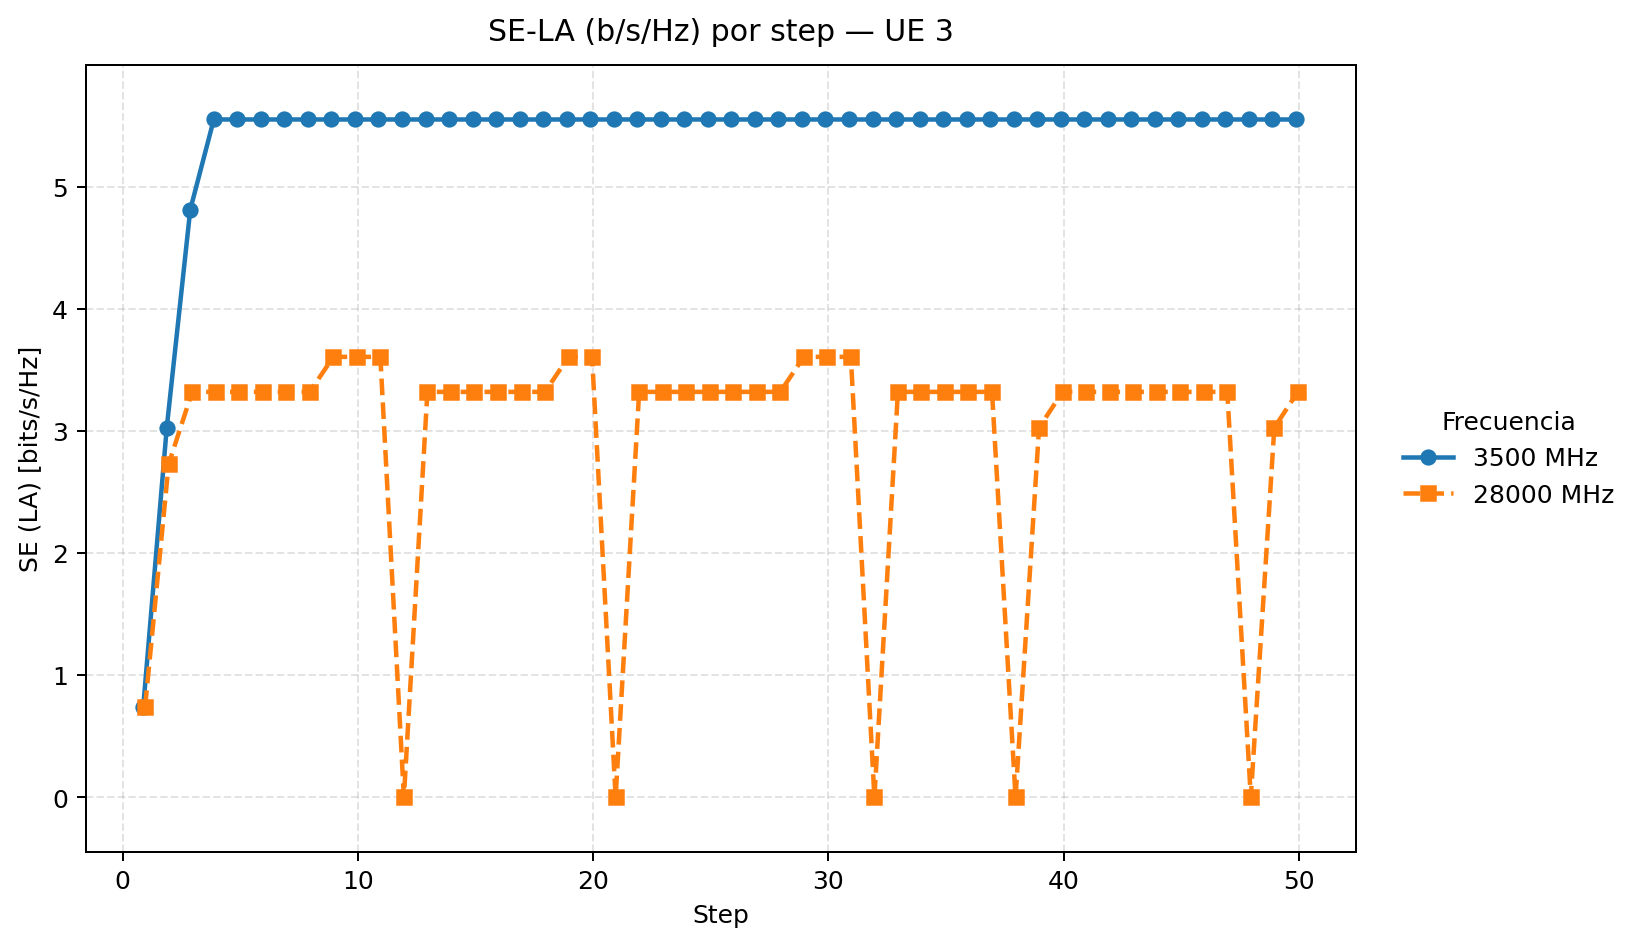 SE-LA (b/s/Hz) por step — UE 3
SE (LA) [bits/s/Hz]
5
4
3
2
1
0
0 10 20 30 40 50
Step
Frecuencia
3500 MHz
28000 MHz